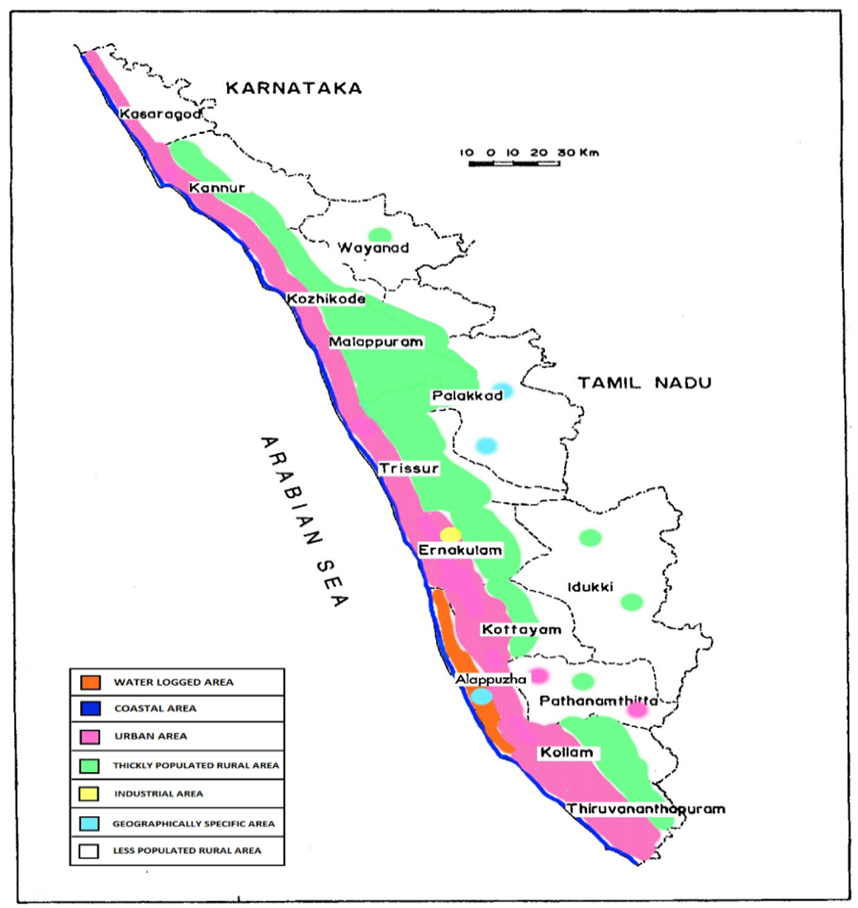 KARNATAKA
Kasaragod
10 0 10 20 30 Km
Kannur
Wayanad
Kozhikode
Malappuram
TAMIL NADU
Palakkad
ARABIAN SEA
Trissur
Ernakulam
Idukki
Kottayam
Alappuzha
Pathanamthitta
Kollam
Thiruvananthapuram
WATER LOGGED AREA
COASTAL AREA
URBAN AREA
THICKLY POPULATED RURAL AREA
INDUSTRIAL AREA
GEOGRAPHICALLY SPECIFIC AREA
LESS POPULATED RURAL AREA